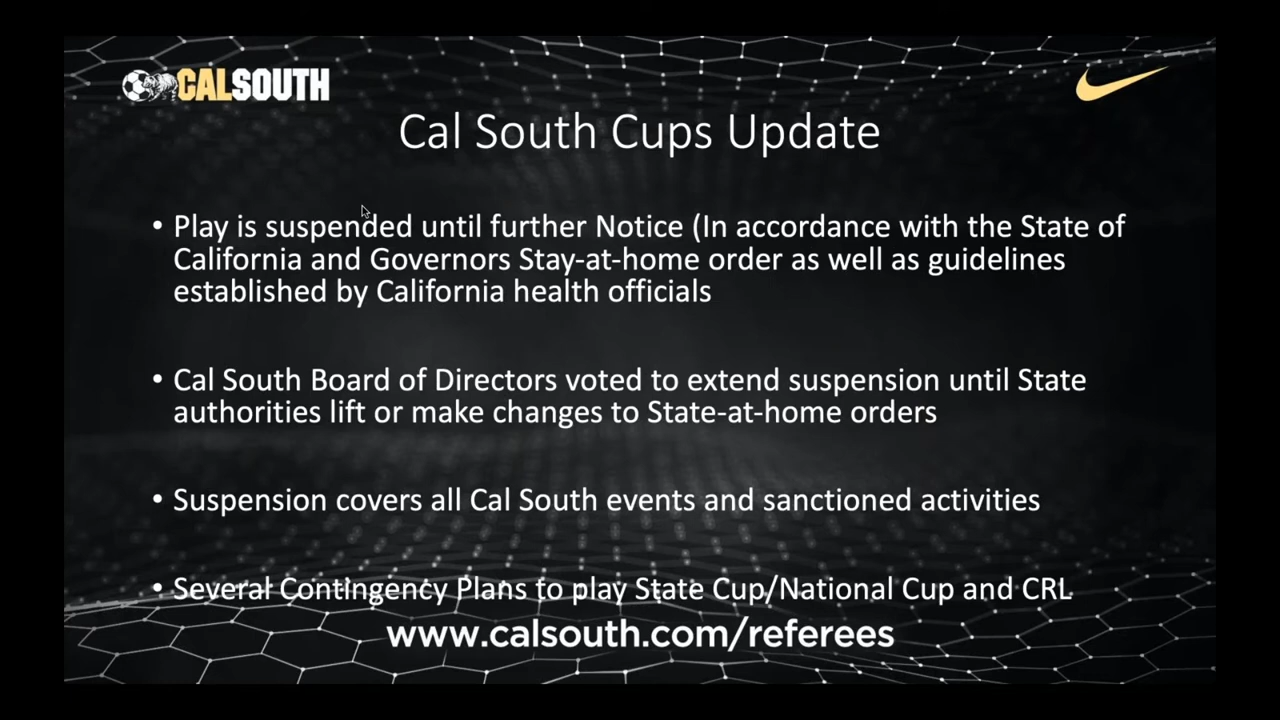 CALSOUTH
Cal South Cups Update
• Play is suspended until further Notice (In accordance with the State of
California and Governors Stay-at-home order as well as guidelines
established by California health officials
• Cal South Board of Directors voted to extend suspension until State
authorities lift or make changes to State-at-home orders
• Suspension covers all Cal South events and sanctioned activities
• Several Contingency Plans to play State Cup/National Cup and CRL
www.calsouth.com/referees